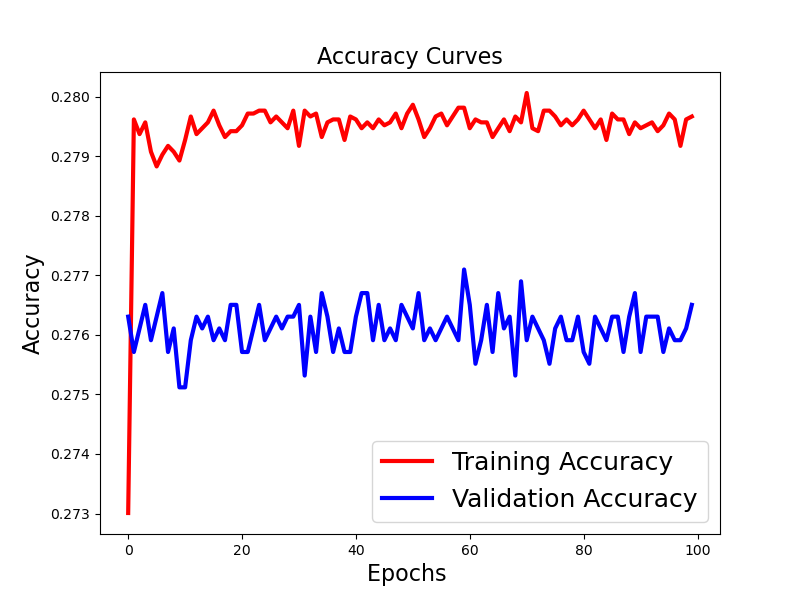 Accuracy Curves
Accuracy
0.280
0.279
0.278
0.277
0.276
0.275
0.274
0.273
Training Accuracy
Validation Accuracy
0 20 40 60 80 100
Epochs